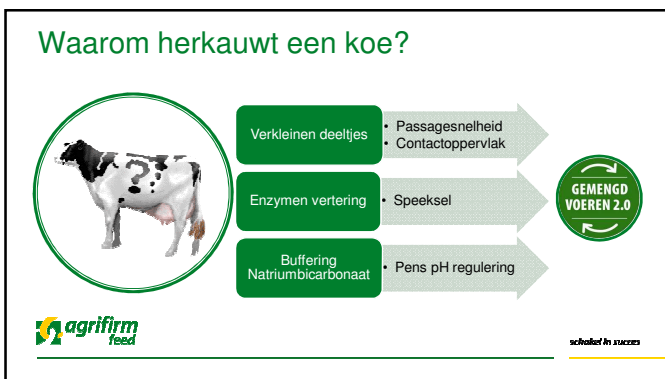 Waarom herkauwt een koe?
Verkleinen deeltjes
• Passagesnelheid
• Contactoppervlak
Enzymen vertering
• Speeksel
Buffering
Natriumbicarbonaat
• Pens pH regulering
GEMENGD
VOEREN 2.0
agrifirm
feed
schakel in succes